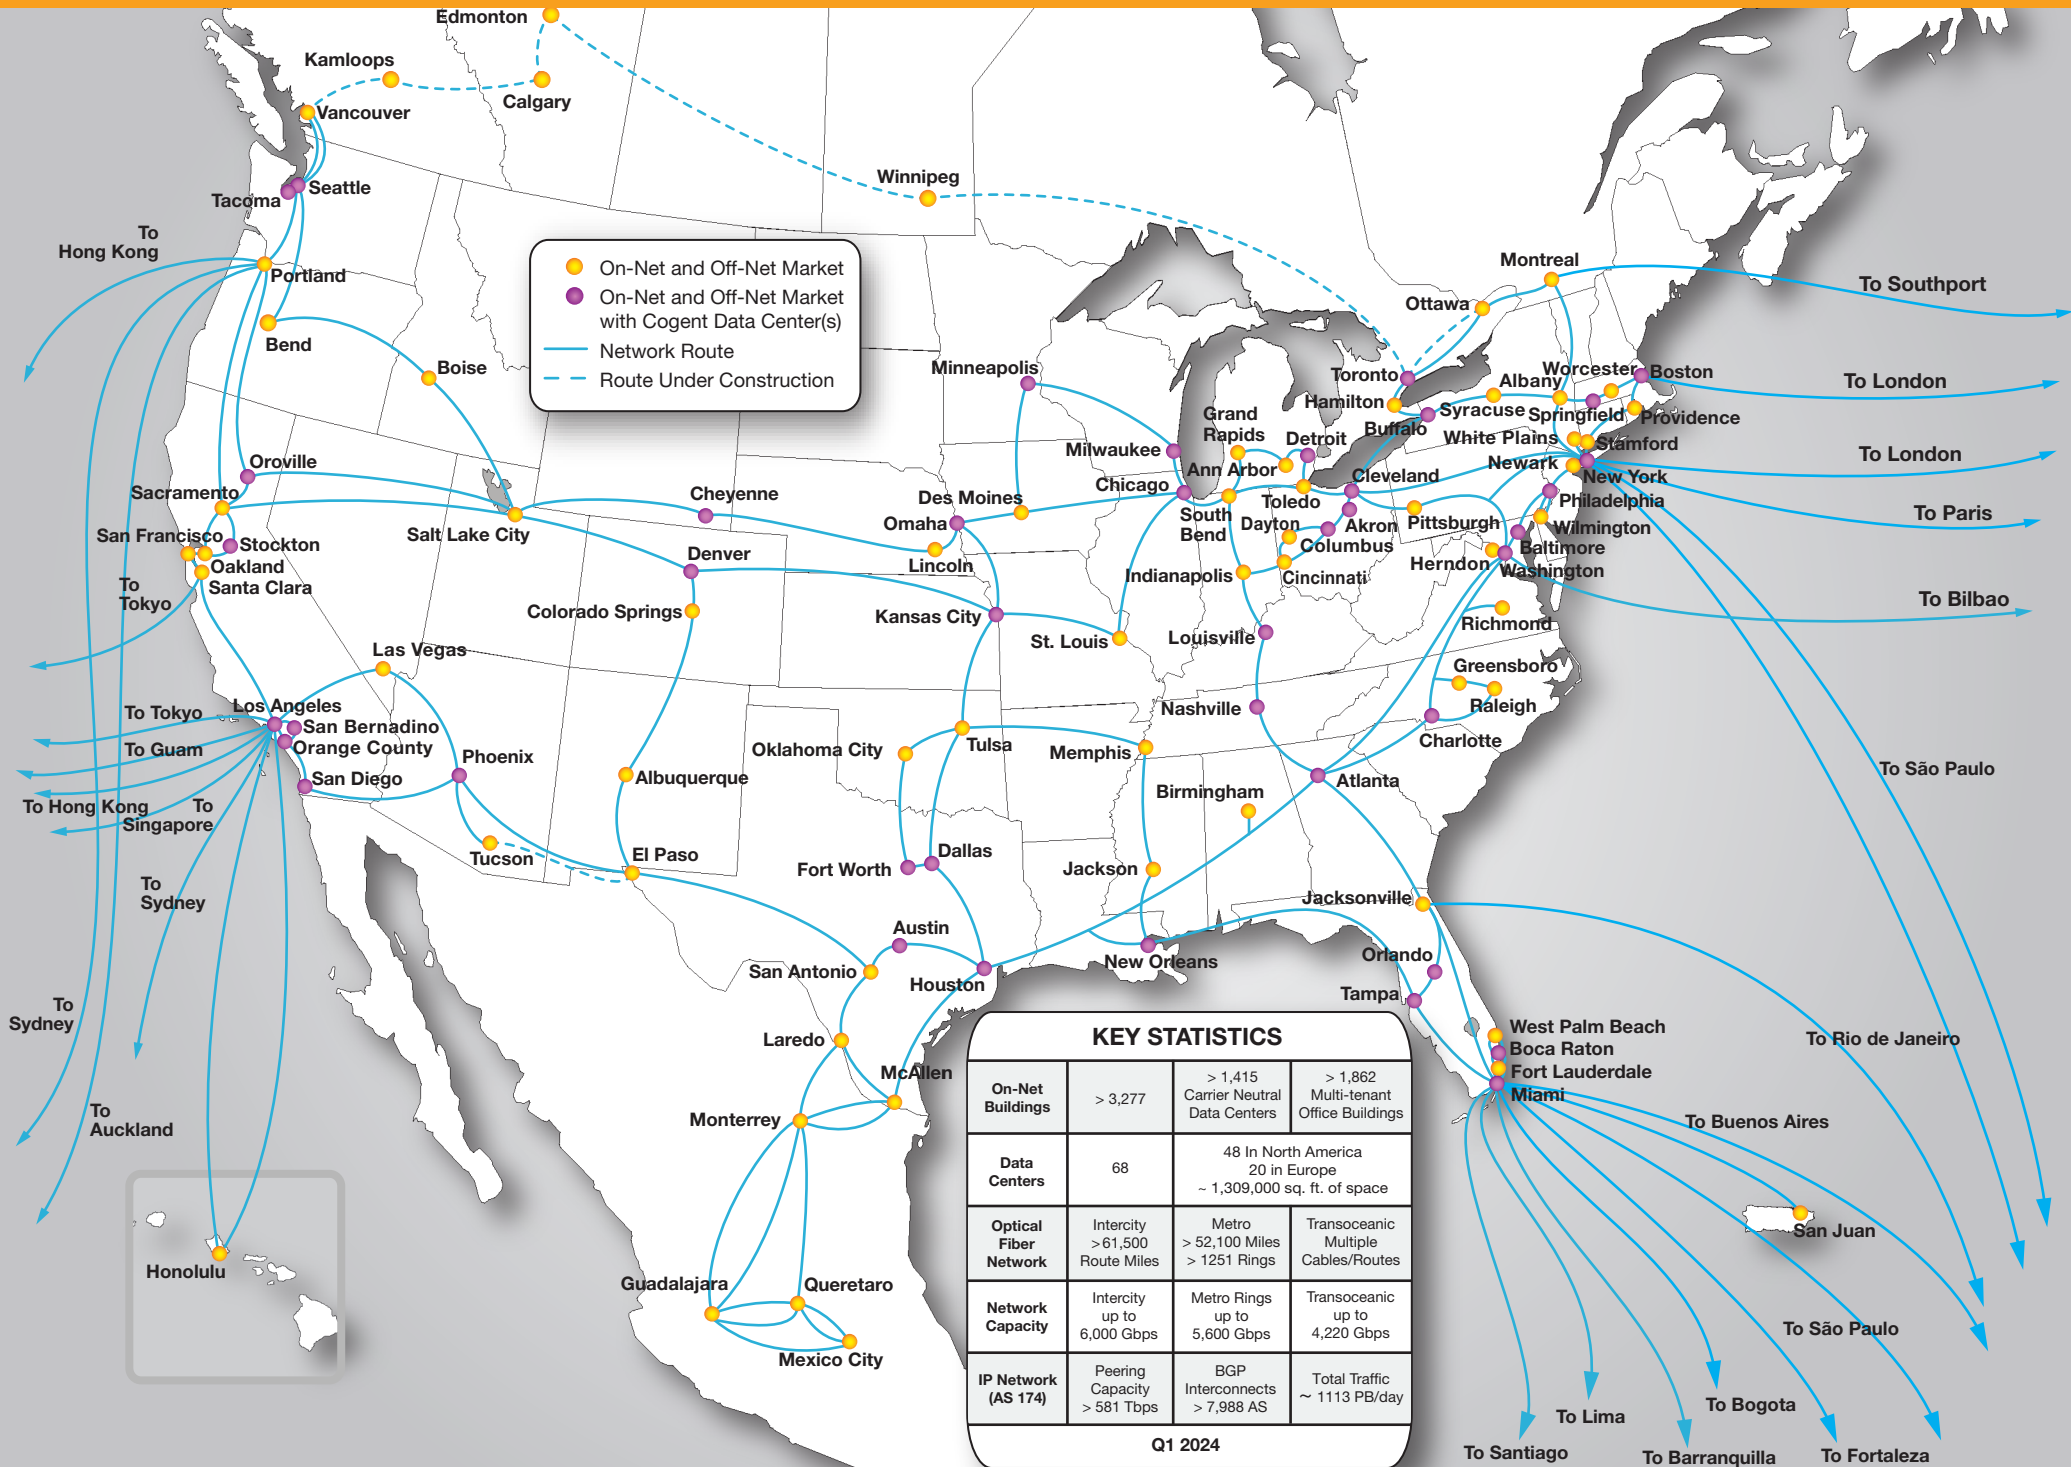 Edmonton
Kamloops
Calgary
Vancouver
Winnipeg
Seattle
Tacoma
To
Hong Kong
On-Net and Off-Net Market
On-Net and Off-Net Market
with Cogent Data Center(s)
Network Route
Route Under Construction
Portland
Montreal
To Southport
Ottawa
Bend
Boise
Minneapolis
Toronto
Worcester
Boston
Albany
To London
Hamilton
Syracuse
Springfield
Providence
Grand
Rapids
Detroit
Buffalo
White Plains
Stamford
Milwaukee
Ann Arbor
Newark
New York
To London
Oroville
Cleveland
Sacramento
Cheyenne
Des Moines
Chicago
Toledo
Philadelphia
Omaha
South
Bend
Dayton
Akron
Pittsburgh
Wilmington
To Paris
San Francisco
Stockton
Salt Lake City
Columbus
Baltimore
Oakland
Denver
Lincoln
Herndon
Washington
Santa Clara
Indianapolis
Cincinnati
To
Tokyo
Colorado Springs
Kansas City
To Bilbao
Richmond
St. Louis
Louisville
Las Vegas
Greensboro
Los Angeles
Nashville
Raleigh
To Tokyo
San Bernadino
Orange County
Oklahoma City
Tulsa
Memphis
Charlotte
To Guam
Phoenix
San Diego
Albuquerque
Birmingham
Atlanta
To São Paulo
To Hong Kong
To
Singapore
Tucson
El Paso
Dallas
Fort Worth
Jackson
To
Sydney
Jacksonville
Austin
Orlando
San Antonio
Houston
New Orleans
Tampa
To
Sydney
Laredo
West Palm Beach
Boca Raton
Fort Lauderdale
Miami
To Rio de Janeiro
McAllen
To
Auckland
Monterrey
To Buenos Aires
San Juan
Honolulu
Guadalajara
Queretaro
Mexico City
To São Paulo
To Bogota
To Lima
To Santiago
To Barranquilla
To Fortaleza
KEY STATISTICS
On-Net
Buildings
> 3,277
> 1,415
Carrier Neutral
Data Centers
> 1,862
Multi-tenant
Office Buildings
Data
Centers
68
48 In North America
20 in Europe
~ 1,309,000 sq. ft. of space
Optical
Fiber
Network
Intercity
>61,500
Route Miles
Metro
> 52,100 Miles
> 1251 Rings
Transoceanic
Multiple
Cables/Routes
Network
Capacity
Intercity
up to
6,000 Gbps
Metro Rings
up to
5,600 Gbps
Transoceanic
up to
4,220 Gbps
IP Network
(AS 174)
Peering
Capacity
> 581 Tbps
BGP
Interconnects
> 7,988 AS
Total Traffic
~ 1113 PB/day
Q1 2024